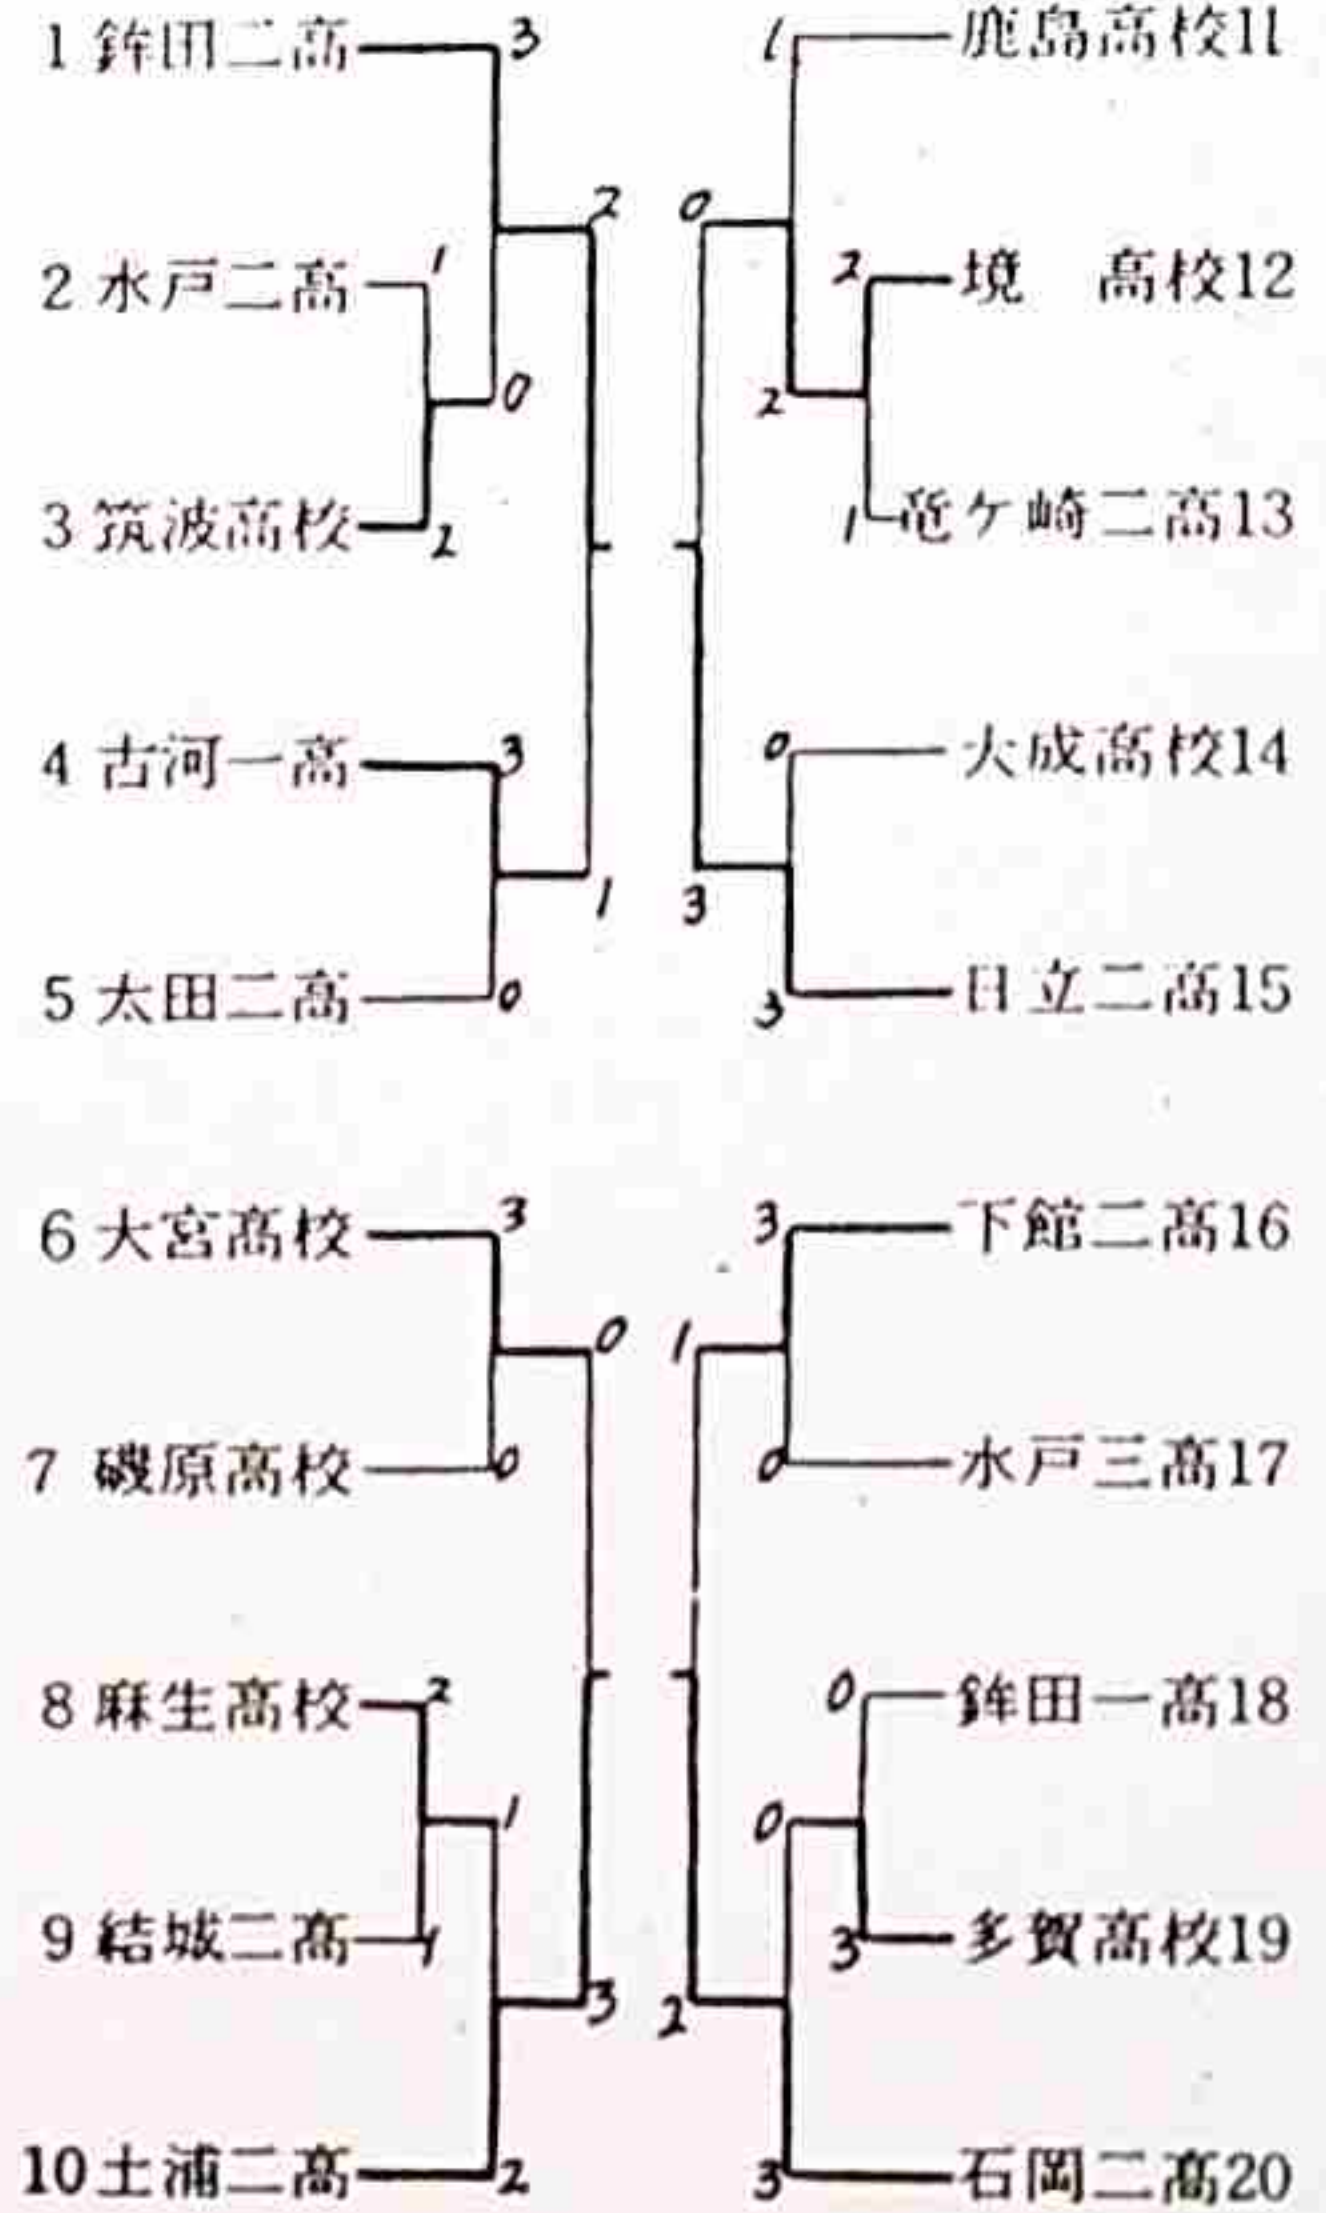 1 鉾田二高 3
2 水戸二高 1
0
3 筑波高校 2
2
4 古河一高 3
1
5 太田二高 0
6 大宮高校 3
0
7 磯原高校 0
8 麻生高校 2
1
9 結城二高 1
3
10 土浦二高 2
1 鹿島高校11
0
2 境 高校12
2
1 竜ケ崎二高13
0 大成高校14
3
3 日立二高15
3 下館二高16
1
0 水戸三高17
0 鉾田一高18
0
3 多賀高校19
2
3 石岡二高20